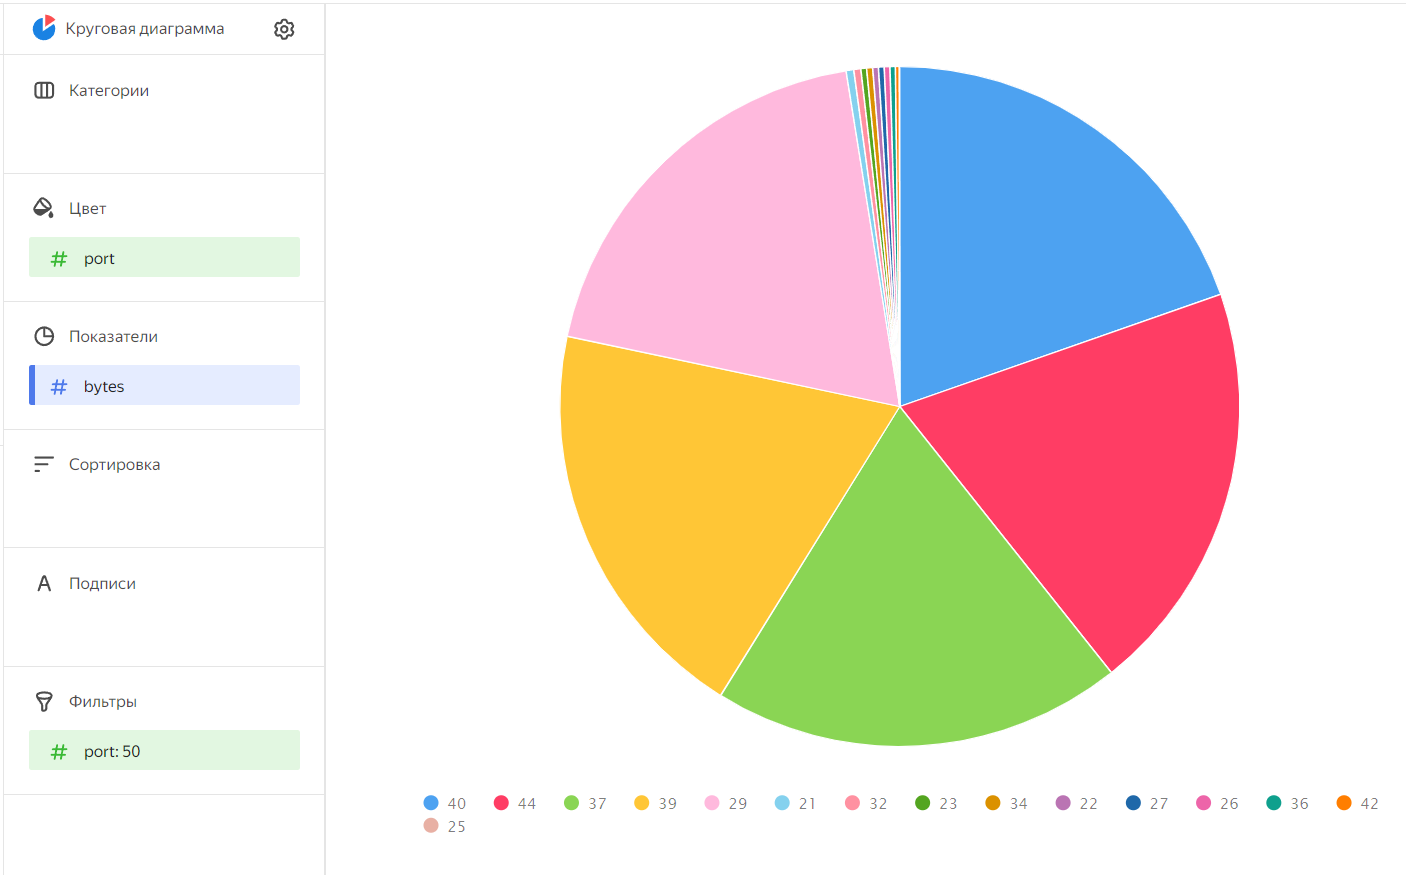 Круговая диаграмма
Категории
Цвет
# port
Показатели
# bytes
Сортировка
Подписи
Фильтры
# port: 50
40 44 37 39 29 21 32 23 34 22 27 26 36 42
25